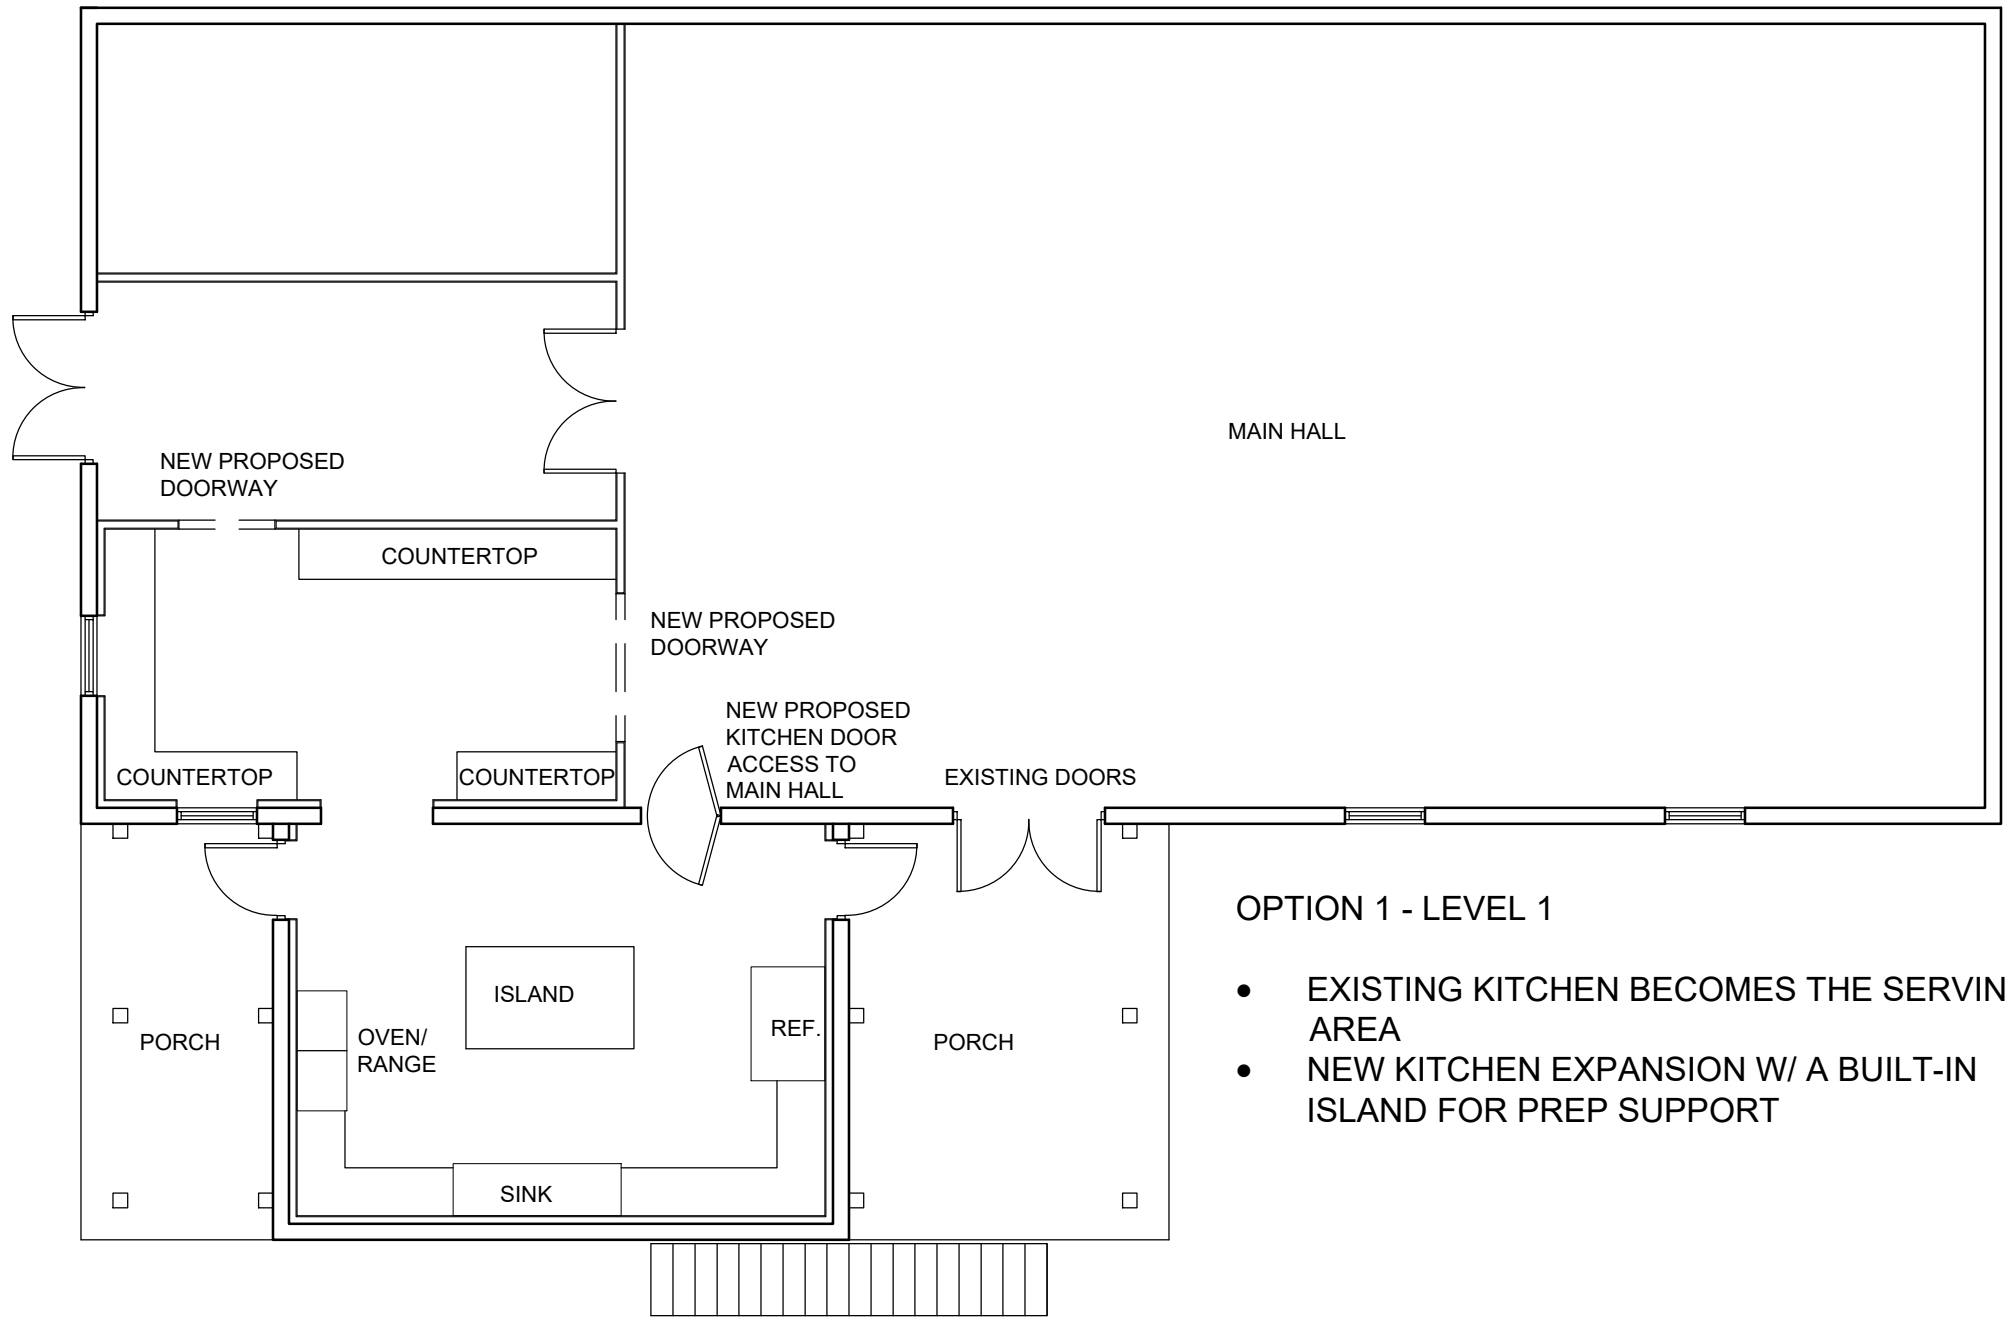 MAIN HALL
NEW PROPOSED
DOORWAY
COUNTERTOP
NEW PROPOSED
DOORWAY
NEW PROPOSED
KITCHEN DOOR
ACCESS TO
MAIN HALL
COUNTERTOP
COUNTERTOP
EXISTING DOORS
ISLAND
REF.
OVEN/
RANGE
PORCH
PORCH
SINK
OPTION 1 - LEVEL 1
• EXISTING KITCHEN BECOMES THE SERVIN
AREA
• NEW KITCHEN EXPANSION W/ A BUILT-IN
ISLAND FOR PREP SUPPORT